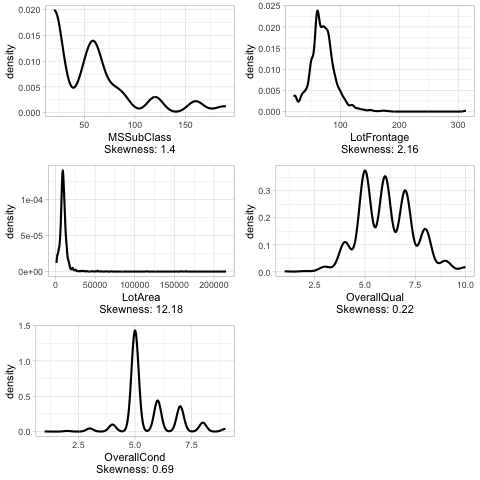 0.020
0.015
0.010
0.005
0.000
density
50
100
150
MSSubClass
Skewness: 1.4
0.025
0.020
0.015
0.010
0.005
0.000
density
100
200
300
LotFrontage
Skewness: 2.16
1e-04
5e-05
0e+00
density
0
50000
100000
150000
200000
LotArea
Skewness: 12.18
0.3
0.2
0.1
0.0
density
2.5
5.0
7.5
10.0
OverallQual
Skewness: 0.22
1.5
1.0
0.5
0.0
density
2.5
5.0
7.5
OverallCond
Skewness: 0.69